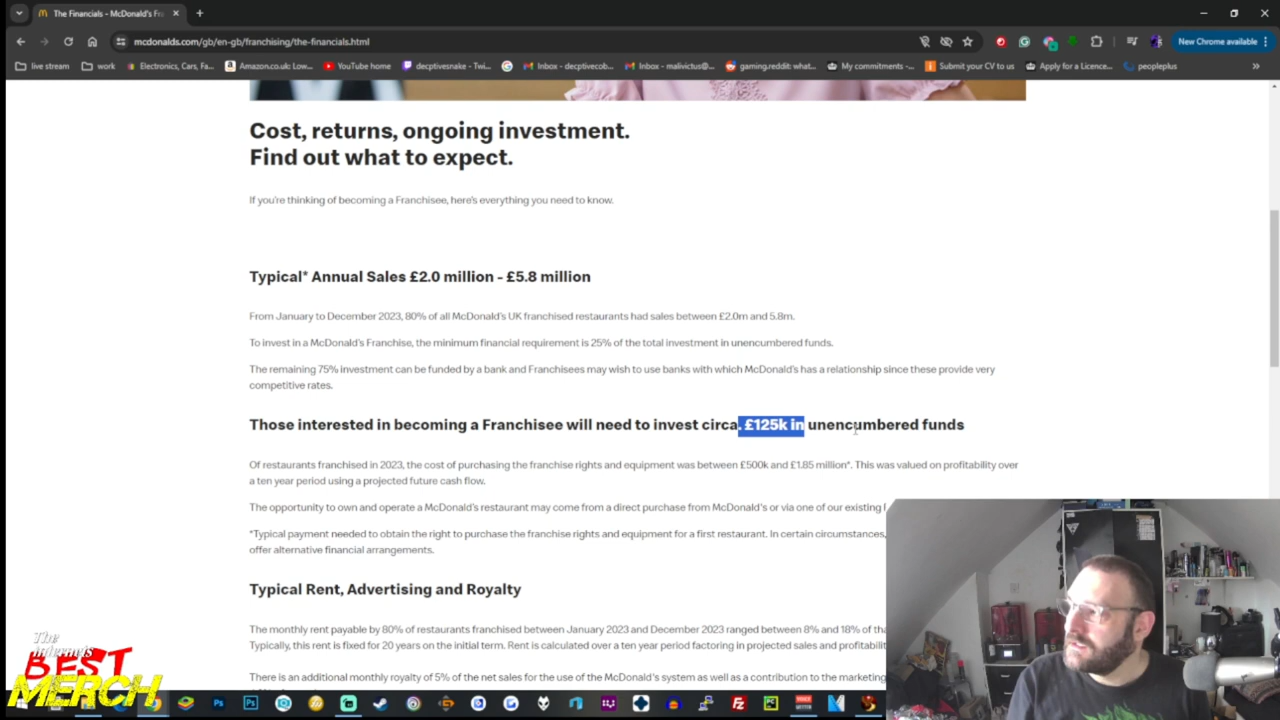 The Financials - McDonald's Fra
mcdonalds.com/gb/en-gb/franchising/the-financials.html
New Chrome available
live stream
work
Electronics, Cars, Fa...
Amazon.co.uk: Low...
YouTube home
decptivesnake - Twi...
Inbox - decptivecob...
Inbox - malivictus@...
gaming.reddit: what...
My commitments -...
Submit your CV to us
Apply for a Licence...
peopleplus
Cost, returns, ongoing investment.
Find out what to expect.
If you're thinking of becoming a Franchisee, here's everything you need to know.
Typical* Annual Sales £2.0 million - £5.8 million
From January to December 2023, 80% of all McDonald's UK franchised restaurants had sales between £2.0m and 5.8m.
To invest in a McDonald's Franchise, the minimum financial requirement is 25% of the total investment in unencumbered funds.
The remaining 75% investment can be funded by a bank and Franchisees may wish to use banks with which McDonald's has a relationship since these provide very
competitive rates.
Those interested in becoming a Franchisee will need to invest circa. £125k in unencumbered funds
Of restaurants franchised in 2023, the cost of purchasing the franchise rights and equipment was between £500k and £1.85 million*. This was valued on profitability over
a ten year period using a projected future cash flow.
The opportunity to own and operate a McDonald's restaurant may come from a direct purchase from McDonald's or via one of our existing
*Typical payment needed to obtain the right to purchase the franchise rights and equipment for a first restaurant. In certain circumstances,
offer alternative financial arrangements.
Typical Rent, Advertising and Royalty
The monthly rent payable by 80% of restaurants franchised between January 2023 and December 2023 ranged between 8% and 18% of
Typically, this rent is fixed for 20 years on the initial term. Rent is calculated over a ten year period factoring in projected sales and
There is an additional monthly royalty of 5% of the net sales for the use of the McDonald's system as well as a contribution to the marketing
The
internets
BEST
MERCH